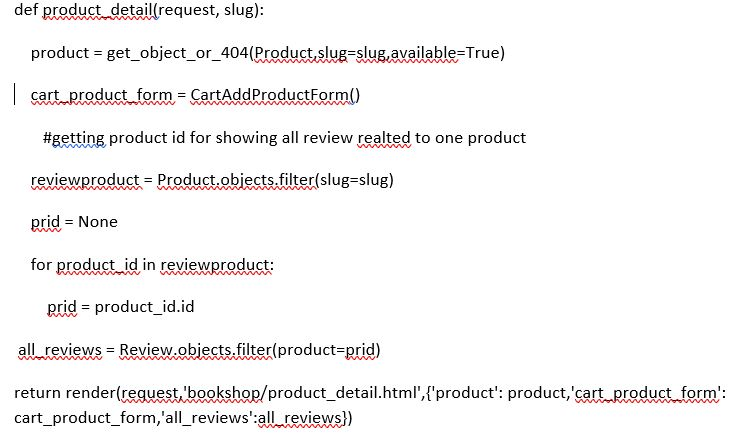 def product_detail(request, slug):
product = get_object_or_404(Product,slug=slug,available=True)
cart_product_form = CartAddProductForm()
#getting product id for showing all review realted to one product
reviewproduct = Product.objects.filter(slug=slug)
prid = None
for product_id in reviewproduct:
prid = product_id.id
all_reviews = Review.objects.filter(product=prid)
return render(request,'bookshop/product_detail.html',{'product': product,'cart_product_form':
cart_product_form,'all_reviews':all_reviews})